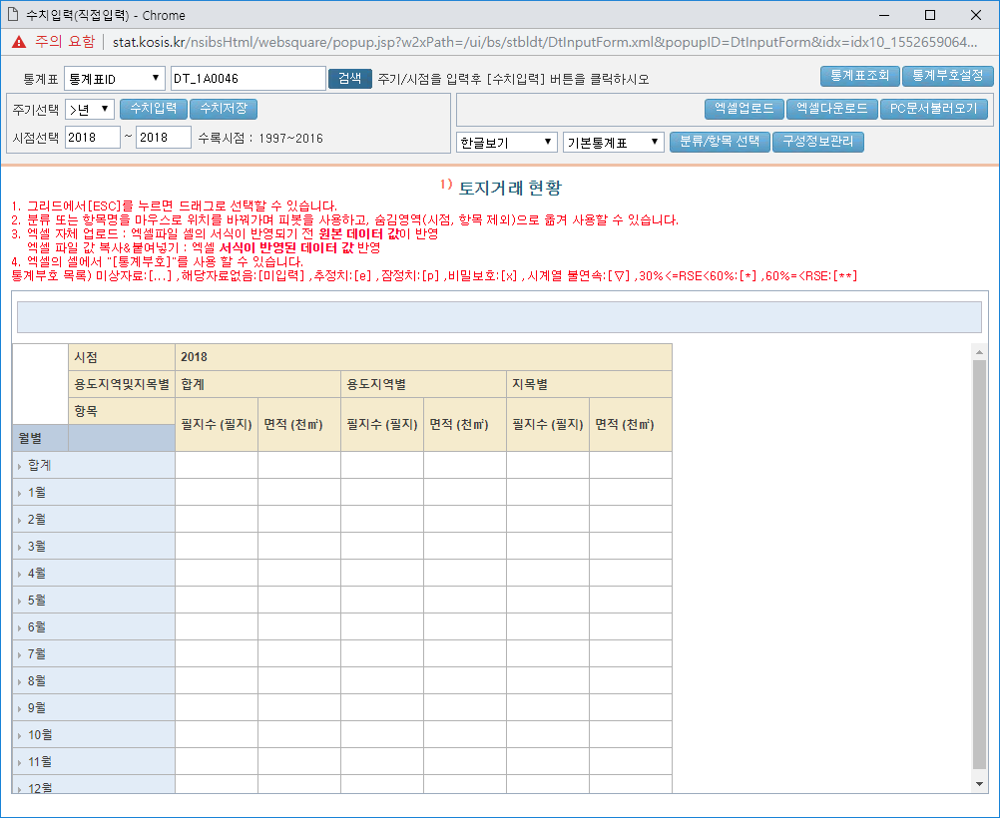 수치입력(직접입력) - Chrome
주의 요함 | stat.kosis.kr/nsibsHtml/websquare/popup.jsp?w2xPath=/ui/bs/stbldt/DtInputForm.xml&popupID=DtInputForm&idx=idx10_1552659064...
통계표 통계표ID DT_1A0046 검색 주기/시점을 입력후 [수치입력] 버튼을 클릭하시오 통계표조회 통계부호설정
주기선택 >년 수치입력 수치저장 엑셀업로드 엑셀다운로드 PC문서불러오기
시점선택 2018 ~ 2018 수록시점 : 1997~2016 한글보기 기본통계표 분류/항목 선택 구성정보관리
1) 토지거래 현황
1. 그리드에서[ESC]를 누르면 드래그로 선택할 수 있습니다.
2. 분류 또는 항목명을 마우스로 위치를 바꿔가며 피봇을 사용하고, 숨김영역(시점, 항목 제외)으로 옮겨 사용할 수 있습니다.
3. 엑셀 자체 업로드 : 엑셀파일 셀의 서식이 반영되기 전 원본 데이터 값이 반영
엑셀 파일 값 복사&붙여넣기 : 엑셀 서식이 반영된 데이터 값 반영
4. 엑셀의 셀에서 "[통계부호]"를 사용 할 수 있습니다.
통계부호 목록) 미상자료:[...] ,해당자료없음:[미입력] ,추정치:[e] ,잠정치:[p] ,비밀보호:[x] ,시계열 불연속:[▽] ,30%<=RSE<60%:[*] ,60%=<RSE:[**]
시점 2018
용도지역및지목별 합계 용도지역별 지목별
항목 필지수 (필지) 면적 (천㎡) 필지수 (필지) 면적 (천㎡) 필지수 (필지) 면적 (천㎡)
월별
합계
1월
2월
3월
4월
5월
6월
7월
8월
9월
10월
11월
12월